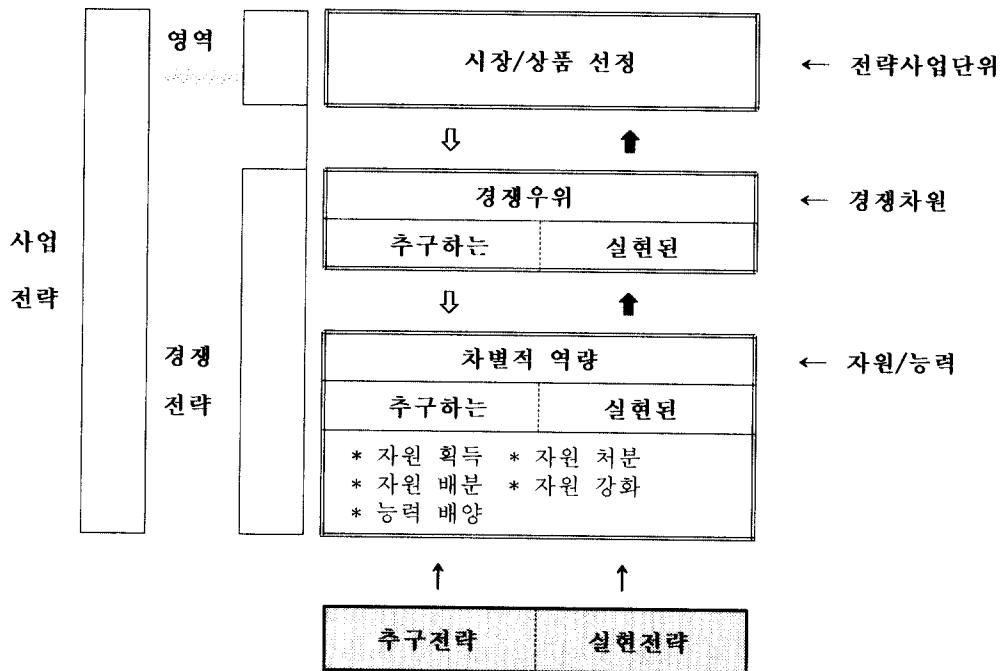 영역
시장/상품 선정
← 전략사업단위
⇩ ⬆
경쟁우위
← 경쟁차원
추구하는 실현된
사업
전략
⇩ ⬆
경쟁
전략
차별적 역량
← 자원/능력
추구하는 실현된
* 자원 획득 * 자원 처분
* 자원 배분 * 자원 강화
* 능력 배양
↑ ↑
추구전략 실현전략